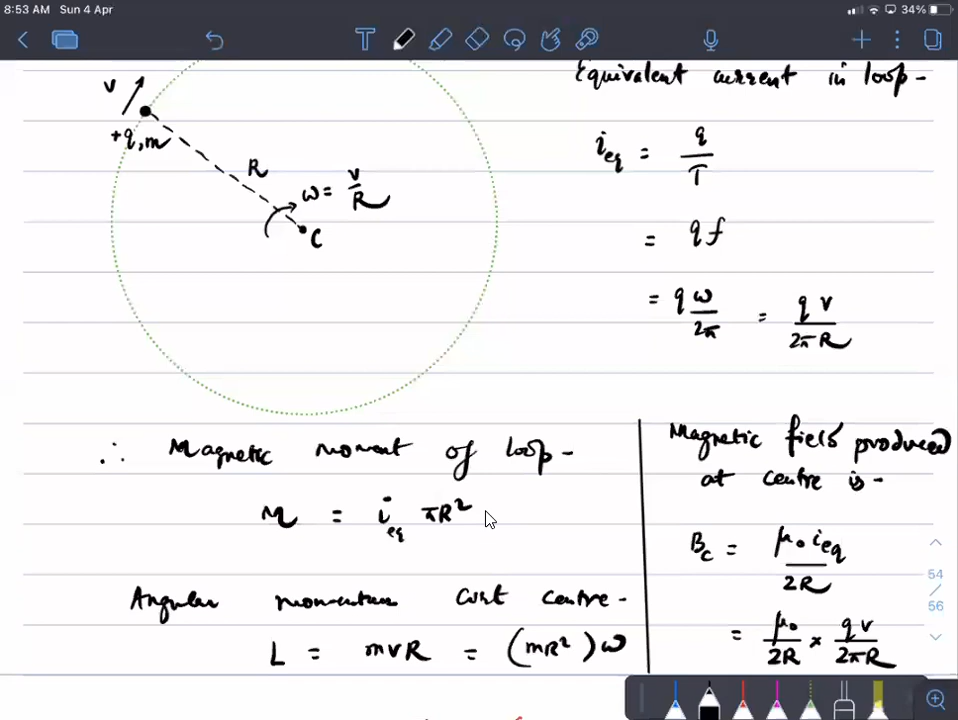 8:53 AM Sun 4 Apr
34%
Equivalent current in loop-
v
+q,m
R
ω = v/R
C
i_eq = q/T
= qf
= qω/2π = qv/2πR
∴ Magnetic moment of loop-
M = i_eq πR²
Angular momentum wrt centre-
L = mvR = (mR²)ω
Magnetic field produced
at centre is-
B_c = μ₀ i_eq/2R
= μ₀/2R × qv/2πR
54
/
56